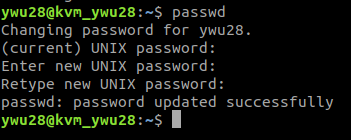 ywu28@kvm_ywu28:~$ passwd
Changing password for ywu28.
(current) UNIX password:
Enter new UNIX password:
Retype new UNIX password:
passwd: password updated successfully
ywu28@kvm_ywu28:~$